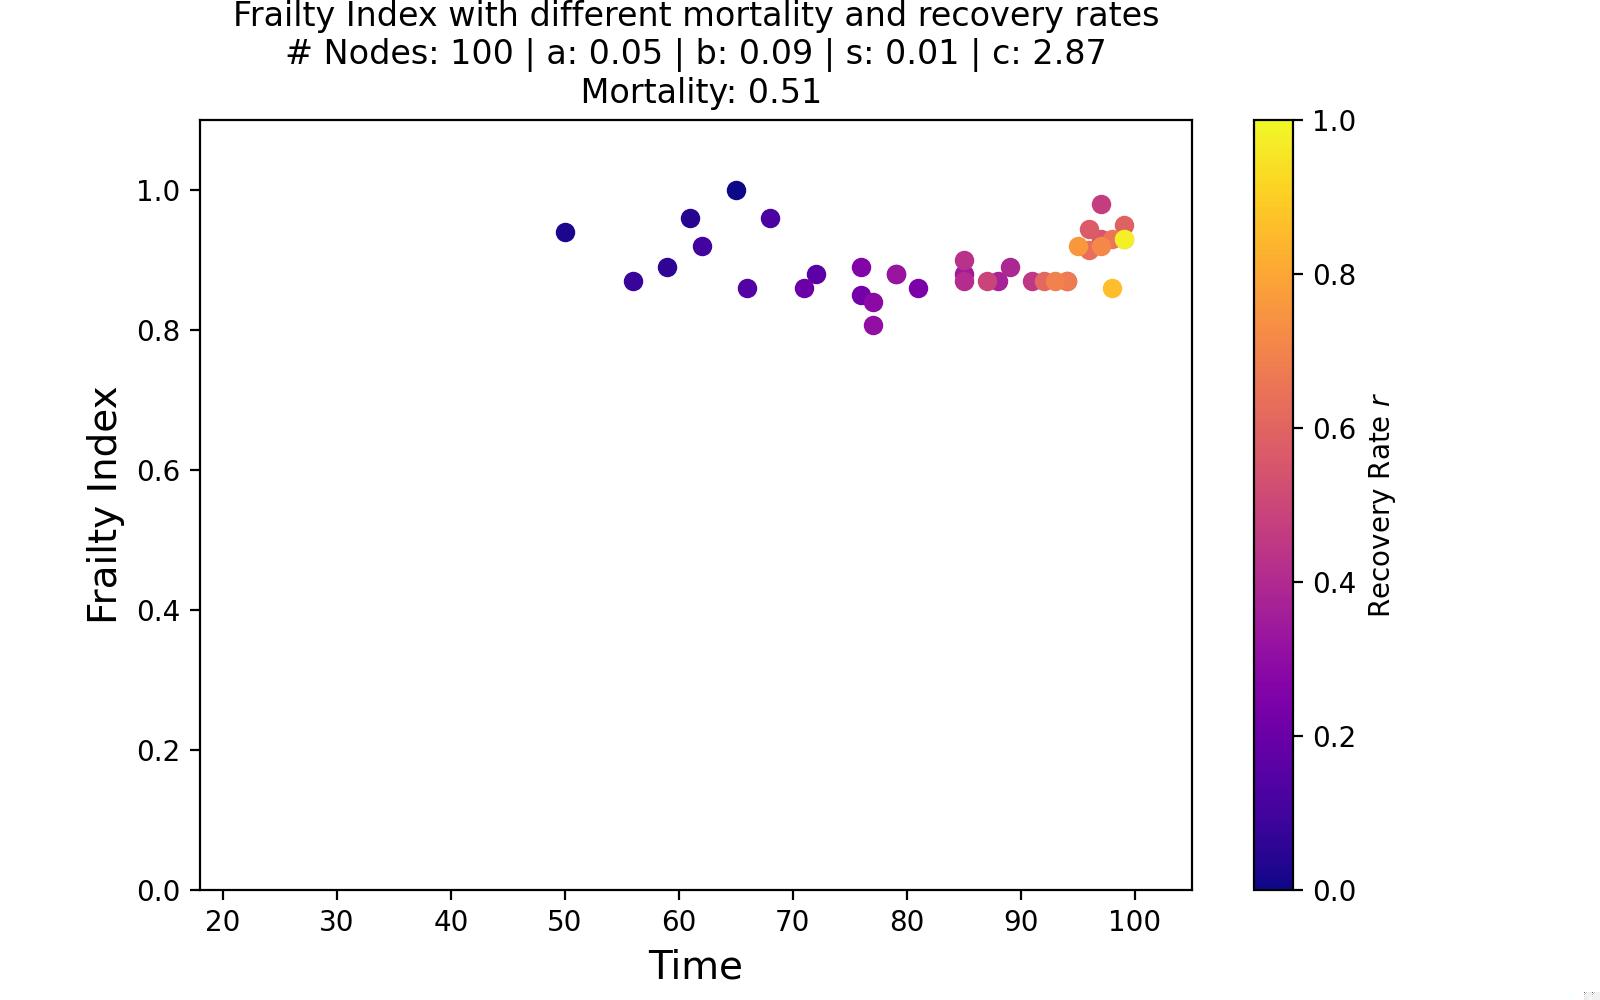 Frailty Index with different mortality and recovery rates
# Nodes: 100 | a: 0.05 | b: 0.09 | s: 0.01 | c: 2.87
Mortality: 0.51
Frailty Index
1.0
0.8
0.6
0.4
0.2
0.0
20 30 40 50 60 70 80 90 100
Time
1.0
0.8
0.6
0.4
0.2
0.0
Recovery Rate r